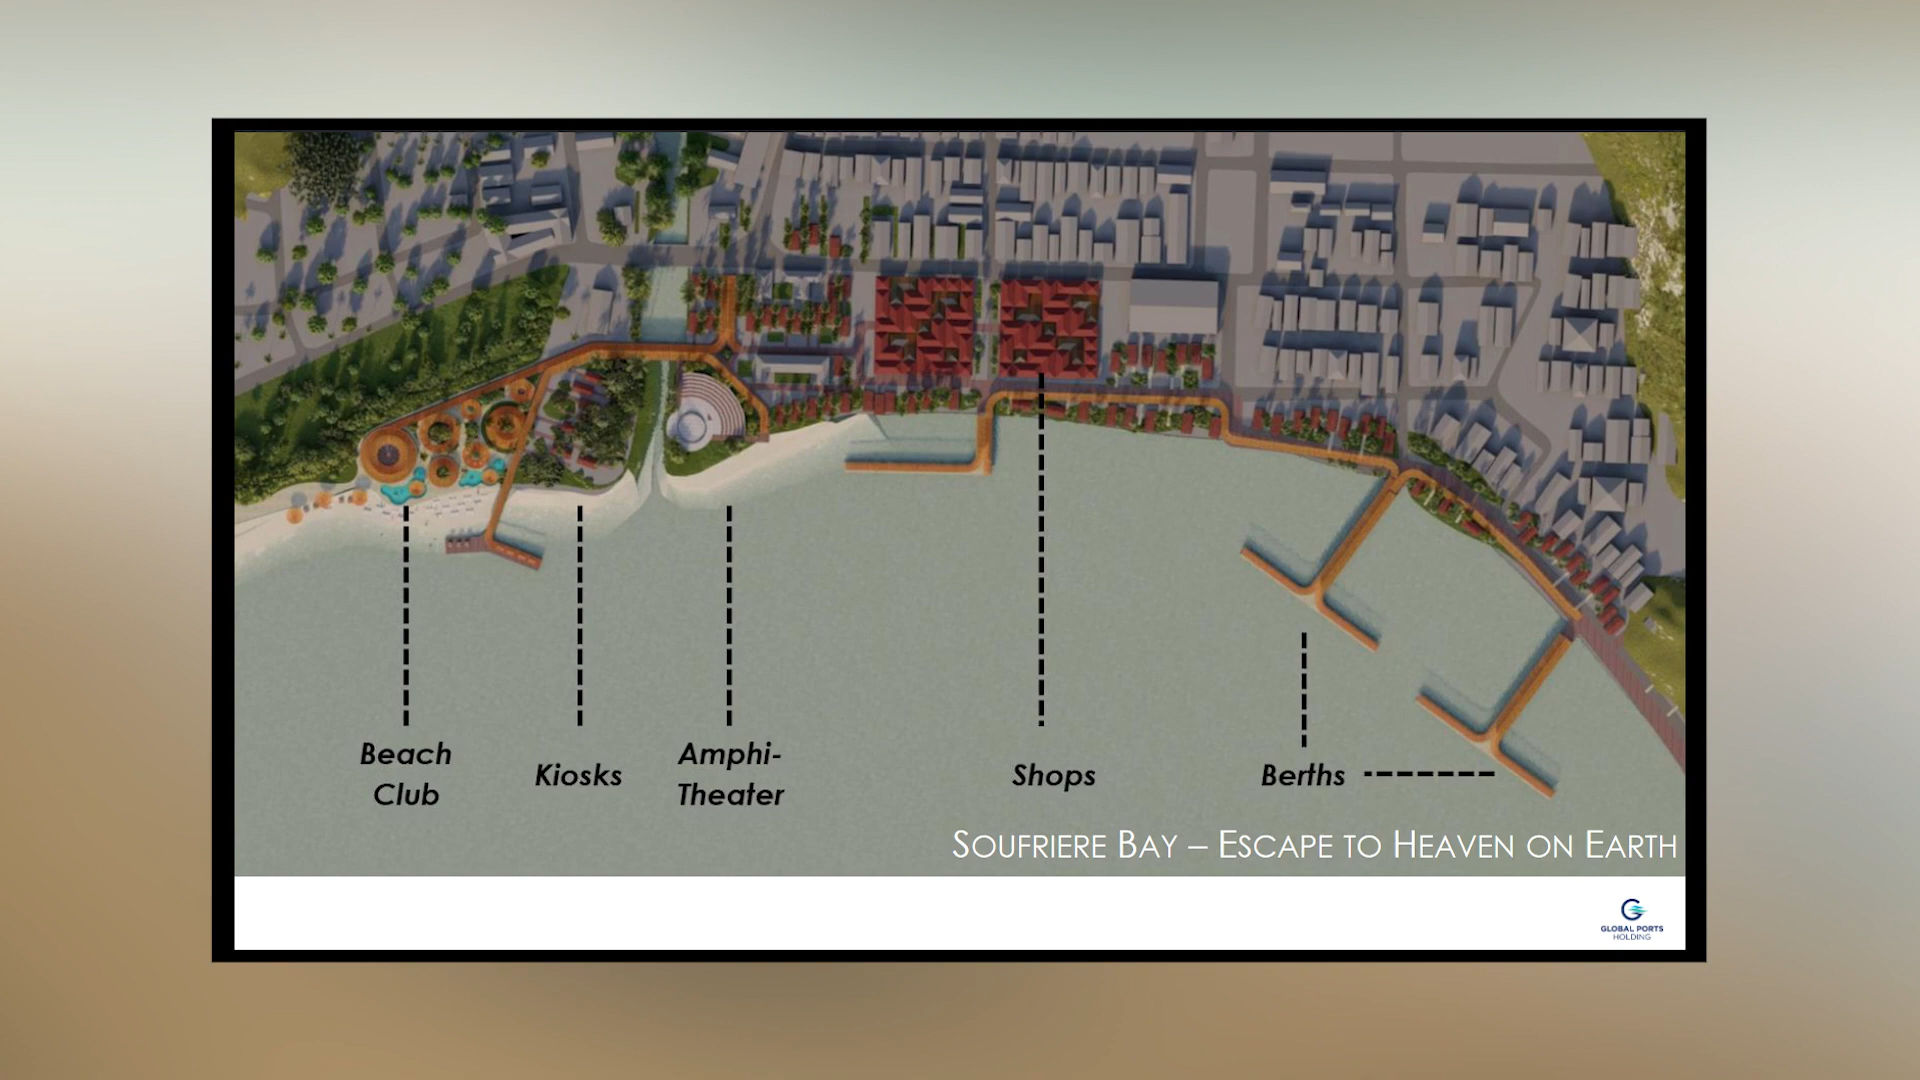 Beach
Club
Kiosks
Amphi-
Theater
Shops
Berths
SOUFRIERE BAY – ESCAPE TO HEAVEN ON EARTH
GLOBAL PORTS
HOLDING